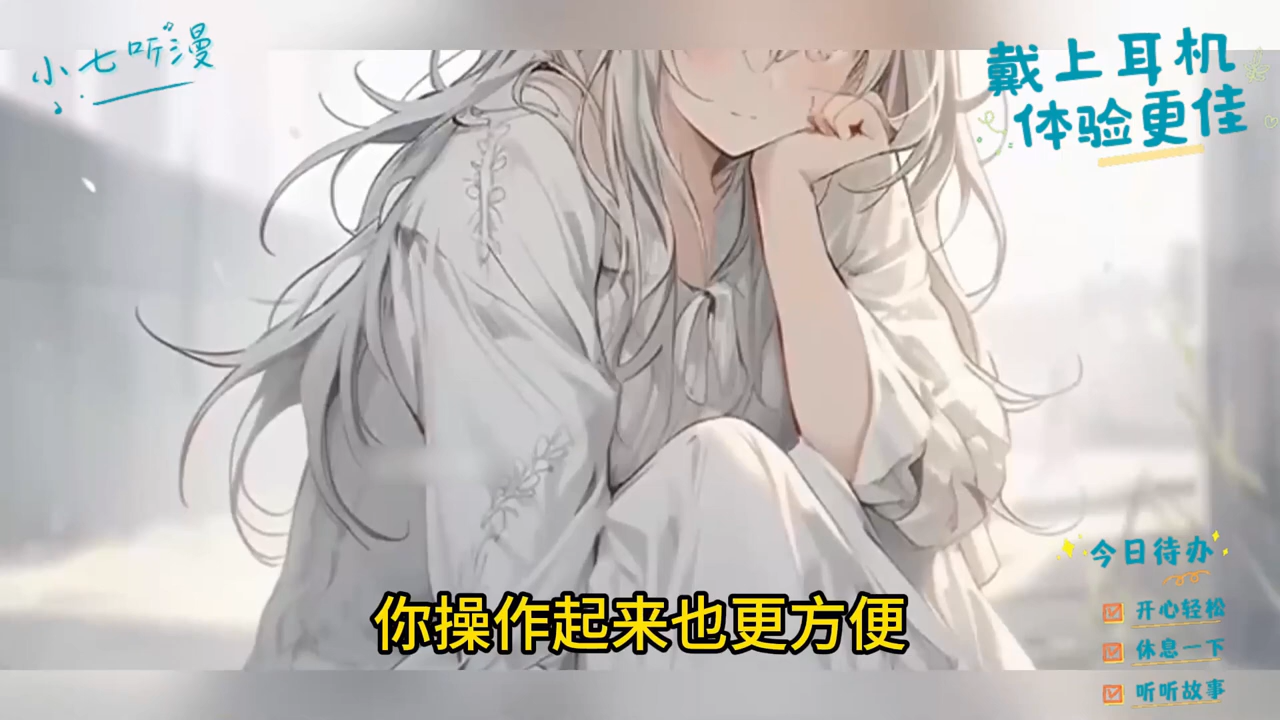 小七听漫
戴上耳机
体验更佳
今日待办
开心轻松
休息一下
听听故事
你操作起来也更方便